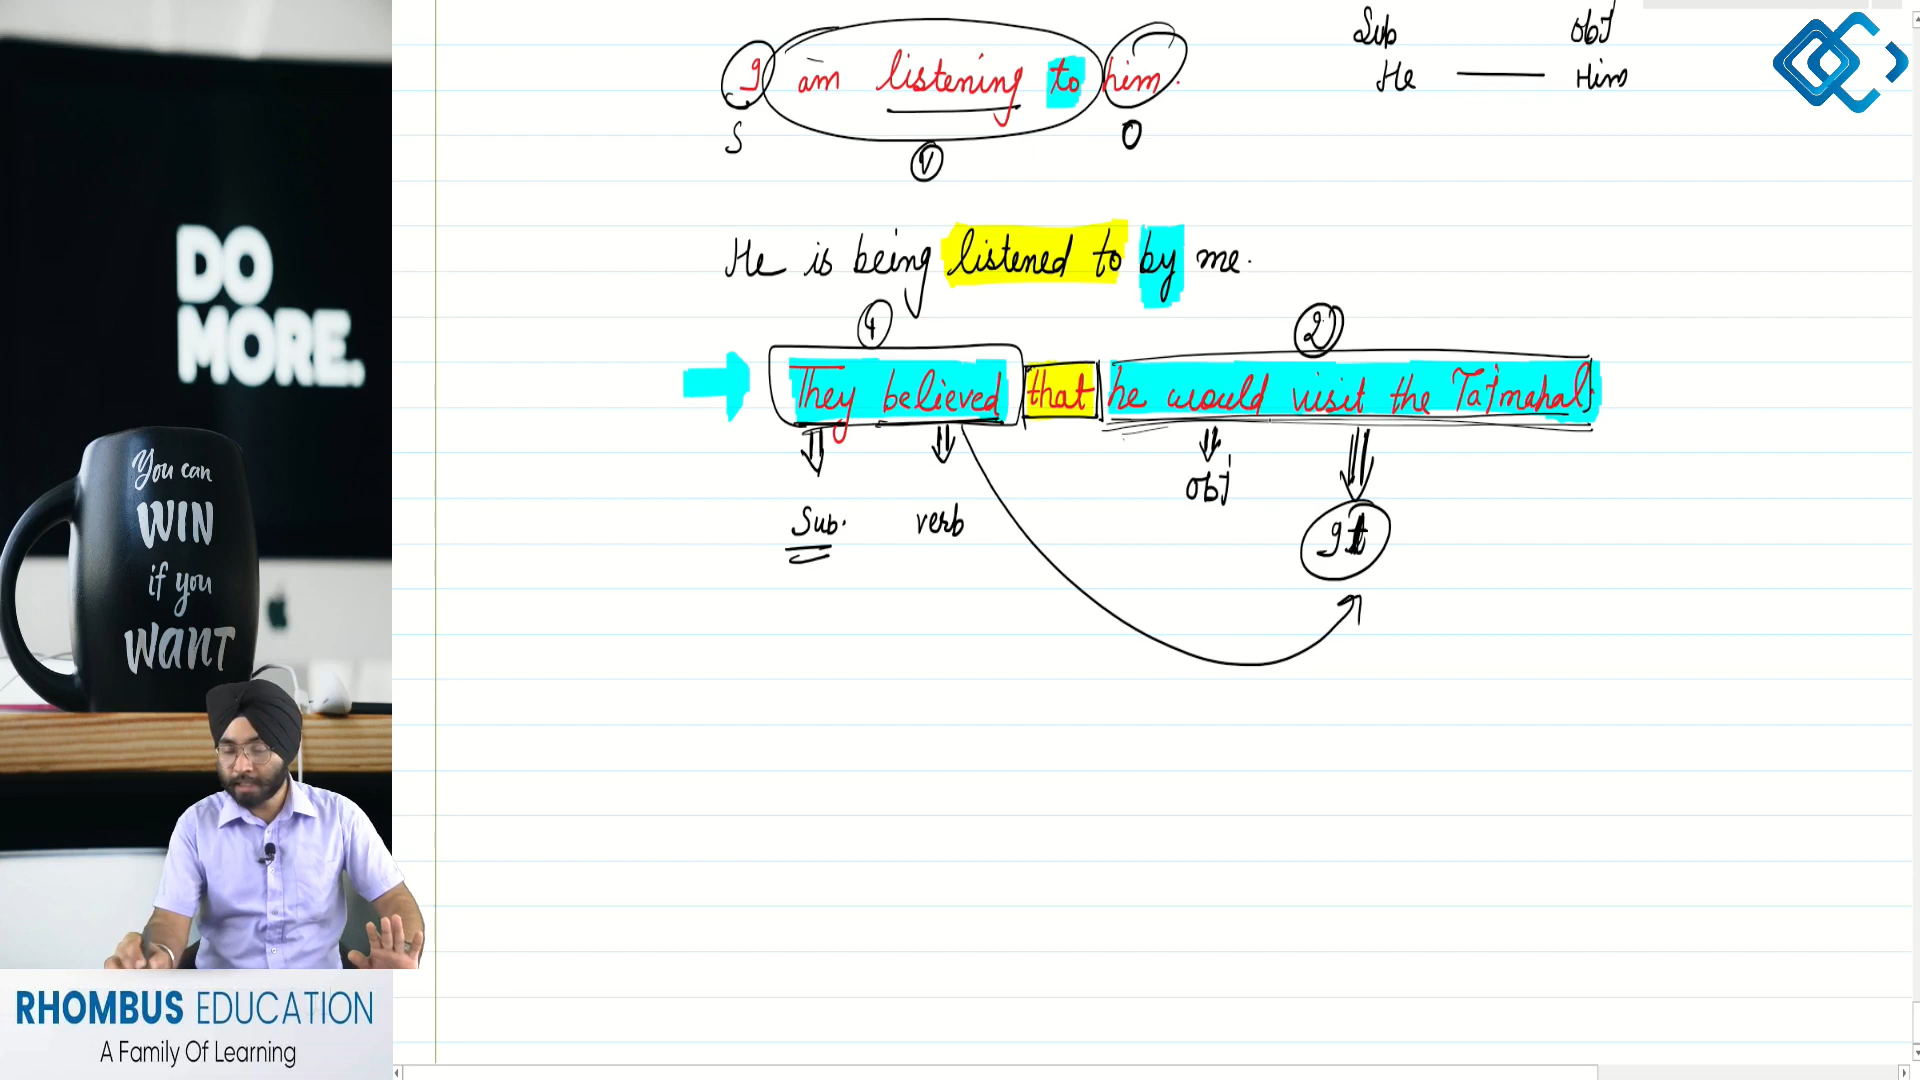 Sub obj
I am listening to him.
He — Him
S O
V
He is being listened to by me.
1 2
They believed that he would visit the Tajmahal.
obj
Sub. verb
It
DO
MORE.
You can
WIN
if you
WANT
RHOMBUS EDUCATION
A Family Of Learning